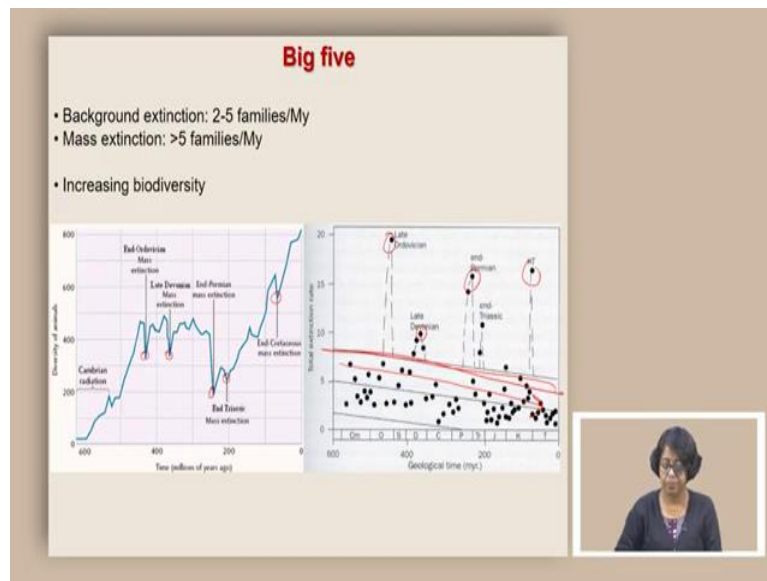 Big five
• Background extinction: 2-5 families/My
• Mass extinction: >5 families/My
• Increasing biodiversity
800
600
400
200
0
Diversity of animals
End-Ordovician
Mass
extinction
Late Devonian
Mass
extinction
End-Permian
mass extinction
Cambrian
radiation
End-Cretaceous
mass extinction
End Triassic
Mass extinction
600
400
200
0
Time (millions of years ago)
20
15
10
5
0
Total extinction rate
Late
Ordovician
Late
Devonian
end-
Permian
end-
Triassic
KT
Cm O S D C P Tr J K T
600
400
200
0
Geological time (myr.)